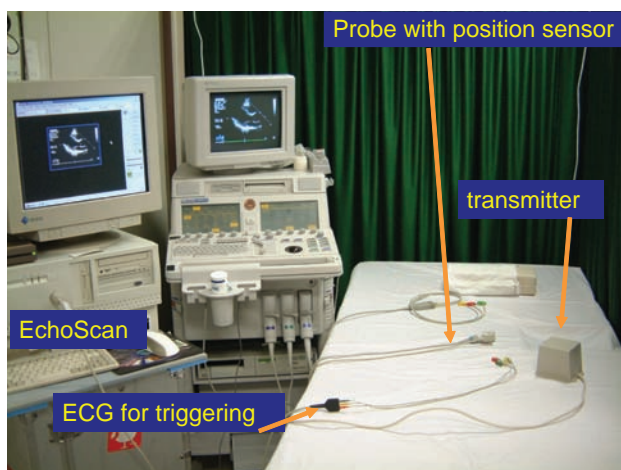 Probe with position sensor
transmitter
EchoScan
ECG for triggering